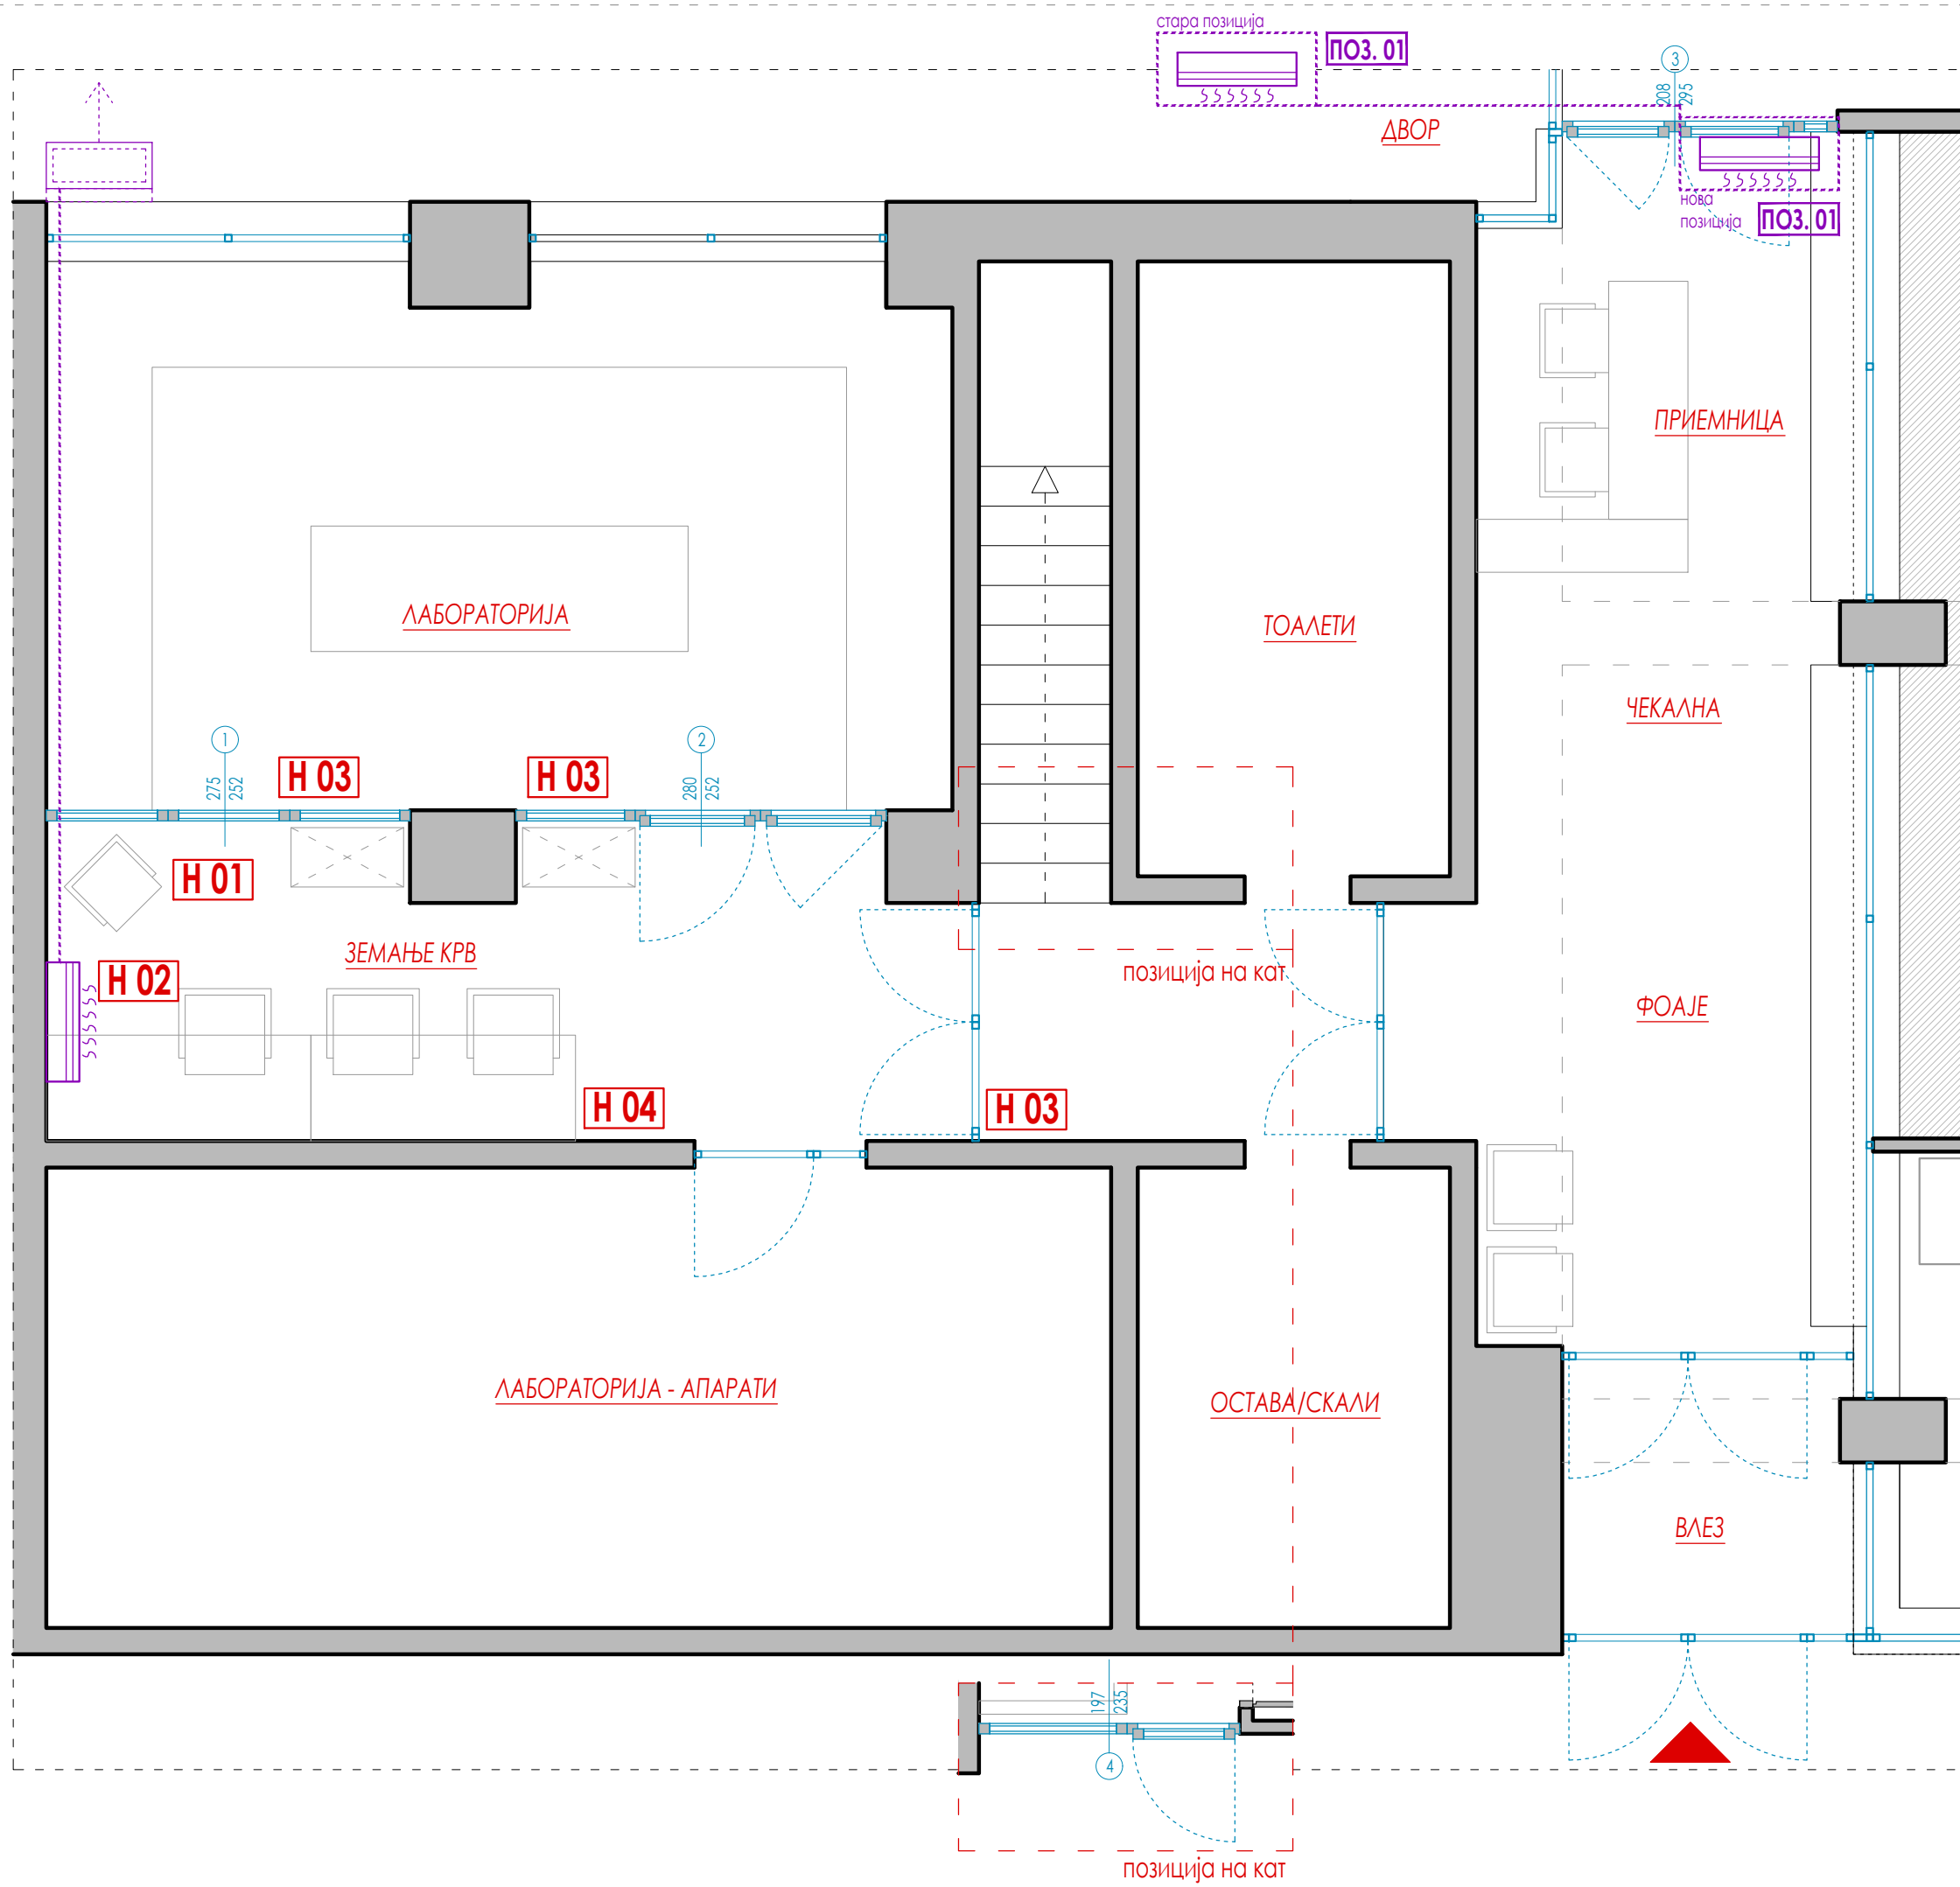 стара позиција
ПОЗ. 01
3
208
295
ДВОР
нова
позиција
ПОЗ. 01
ПРИЕМНИЦА
ЛАБОРАТОРИЈА
ТОАЛЕТИ
ЧЕКАЛНА
1
275
252
Н 03
Н 03
2
280
252
Н 01
ЗЕМАЊЕ КРВ
Н 02
позиција на кат
ФОАЈЕ
Н 04
Н 03
ЛАБОРАТОРИЈА - АПАРАТИ
ОСТАВА/СКАЛИ
ВЛЕЗ
197
235
4
позиција на кат